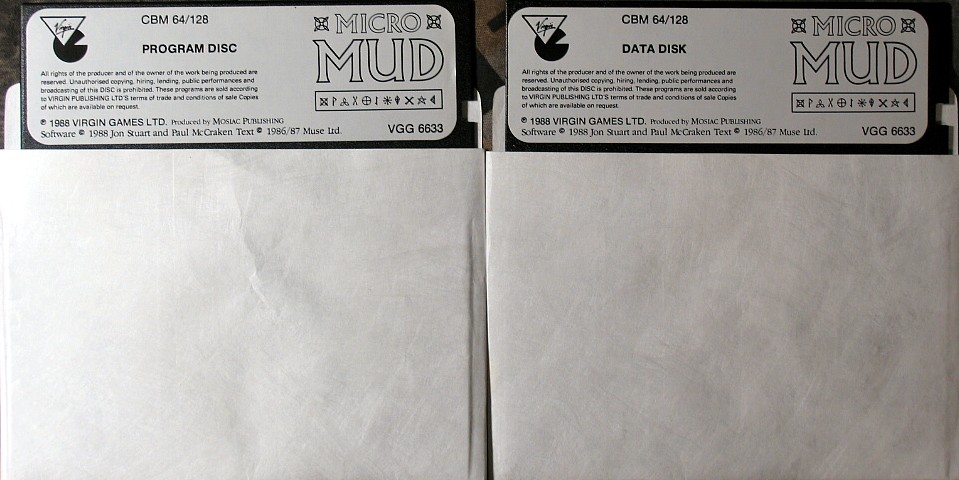 Virgin
CBM 64/128
PROGRAM DISC
MICRO
MUD
All rights of the producer and of the owner of the work being produced are
reserved. Unauthorised copying, hiring, lending, public performances and
broadcasting of this DISC is prohibited. These programs are sold according
to VIRGIN PUBLISHING LTD'S terms of trade and conditions of sale Copies
of which are available on request.
℗ 1988 VIRGIN GAMES LTD. Produced by MOSIAC PUBLISHING
Software © 1988 Jon Stuart and Paul McCraken Text © 1986/87 Muse Ltd.
VGG 6633
Virgin
CBM 64/128
DATA DISK
MICRO
MUD
All rights of the producer and of the owner of the work being produced are
reserved. Unauthorised copying, hiring, lending, public performances and
broadcasting of this DISC is prohibited. These programs are sold according
to VIRGIN PUBLISHING LTD'S terms of trade and conditions of sale Copies
of which are available on request.
℗ 1988 VIRGIN GAMES LTD. Produced by MOSIAC PUBLISHING
Software © 1988 Jon Stuart and Paul McCraken Text © 1986/87 Muse Ltd.
VGG 6633